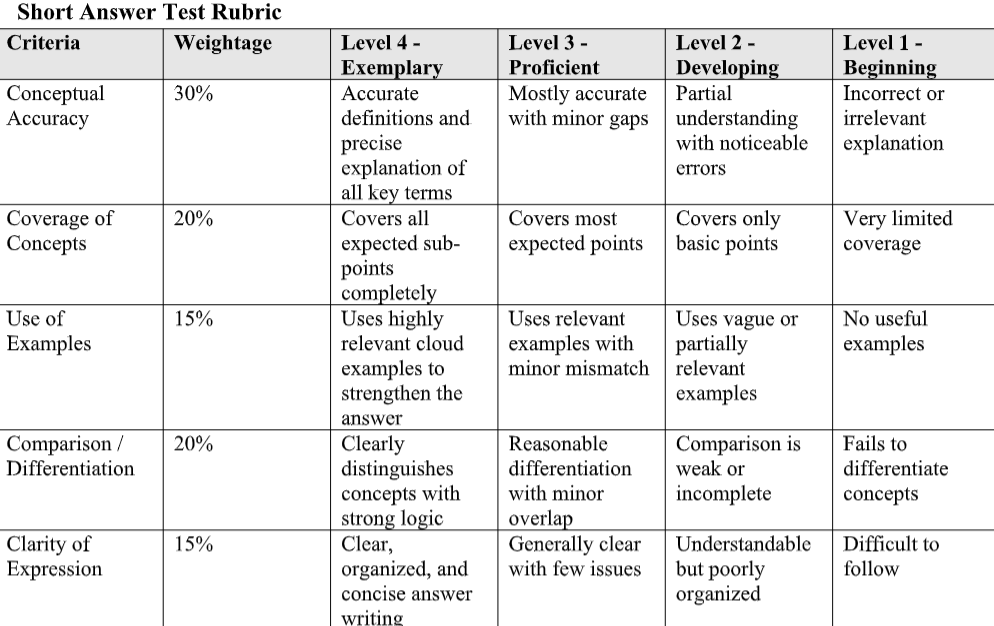 Short Answer Test Rubric
Criteria
Weightage
Level 4 -
Exemplary
Level 3 -
Proficient
Level 2 -
Developing
Level 1 -
Beginning
Conceptual
Accuracy
30%
Accurate
definitions and
precise
explanation of
all key terms
Mostly accurate
with minor gaps
Partial
understanding
with noticeable
errors
Incorrect or
irrelevant
explanation
Coverage of
Concepts
20%
Covers all
expected sub-
points
completely
Covers most
expected points
Covers only
basic points
Very limited
coverage
Use of
Examples
15%
Uses highly
relevant cloud
examples to
strengthen the
answer
Uses relevant
examples with
minor mismatch
Uses vague or
partially
relevant
examples
No useful
examples
Comparison /
Differentiation
20%
Clearly
distinguishes
concepts with
strong logic
Reasonable
differentiation
with minor
overlap
Comparison is
weak or
incomplete
Fails to
differentiate
concepts
Clarity of
Expression
15%
Clear,
organized, and
concise answer
writing
Generally clear
with few issues
Understandable
but poorly
organized
Difficult to
follow